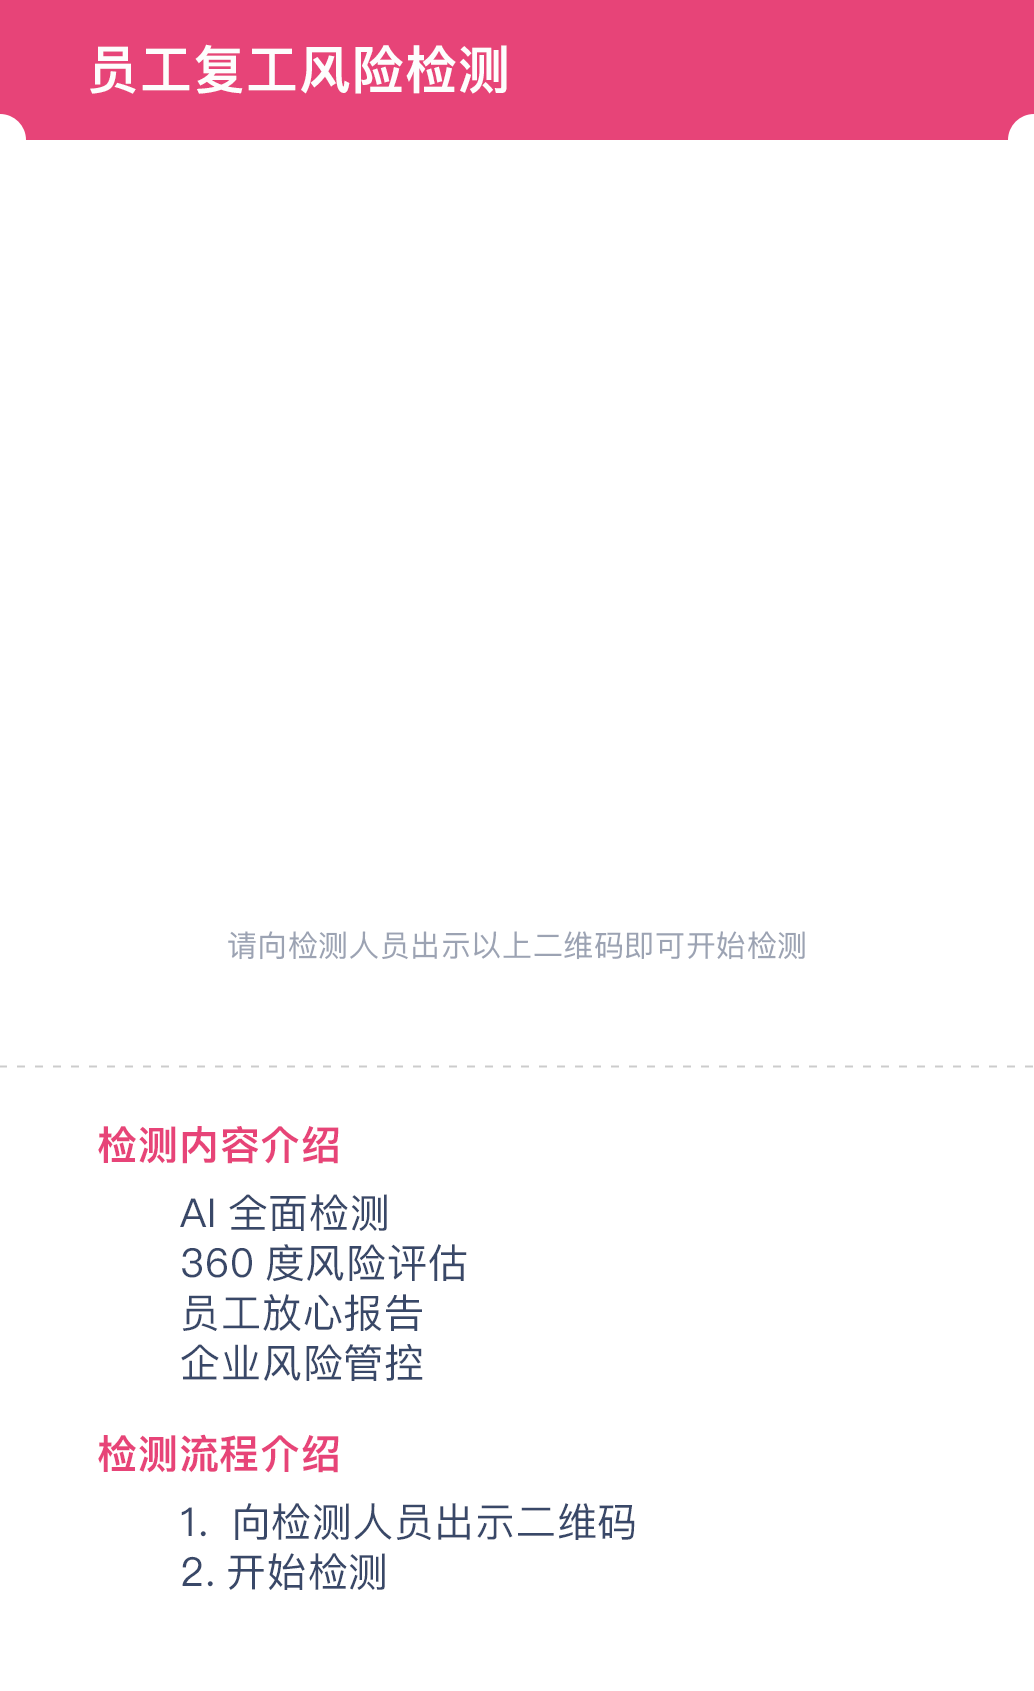 员工复工风险检测
请向检测人员出示以上二维码即可开始检测
检测内容介绍
AI 全面检测
360 度风险评估
员工放心报告
企业风险管控
检测流程介绍
1. 向检测人员出示二维码
2. 开始检测